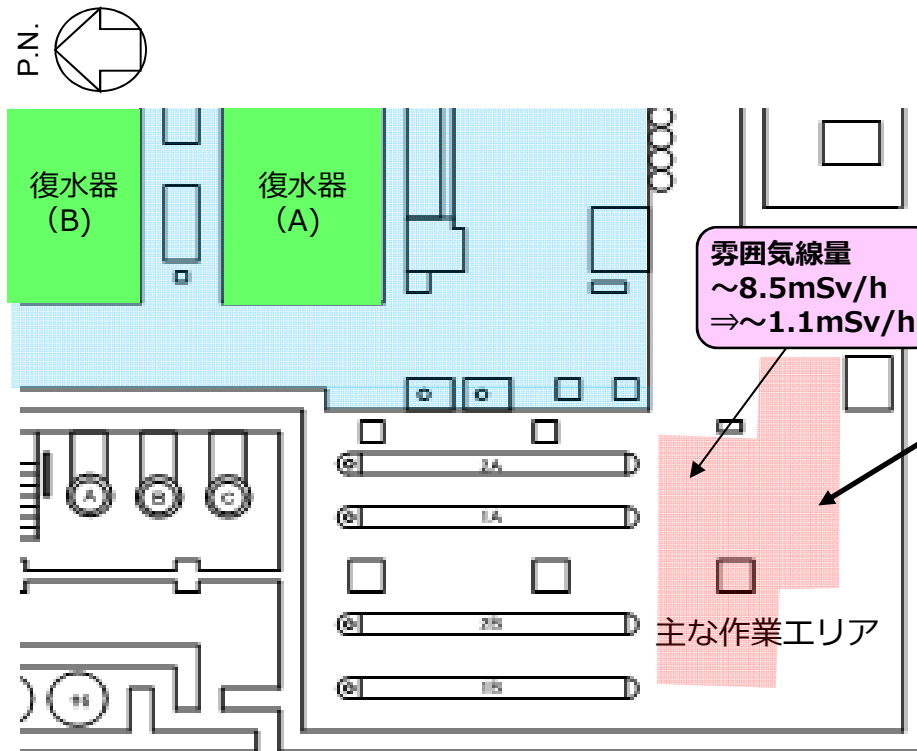 P.N.
復水器
（B）
復水器
（A）
雰囲気線量
～8.5mSv/h
⇒～1.1mSv/h
2A
A
B
C
1A
2B
主な作業エリア
1B